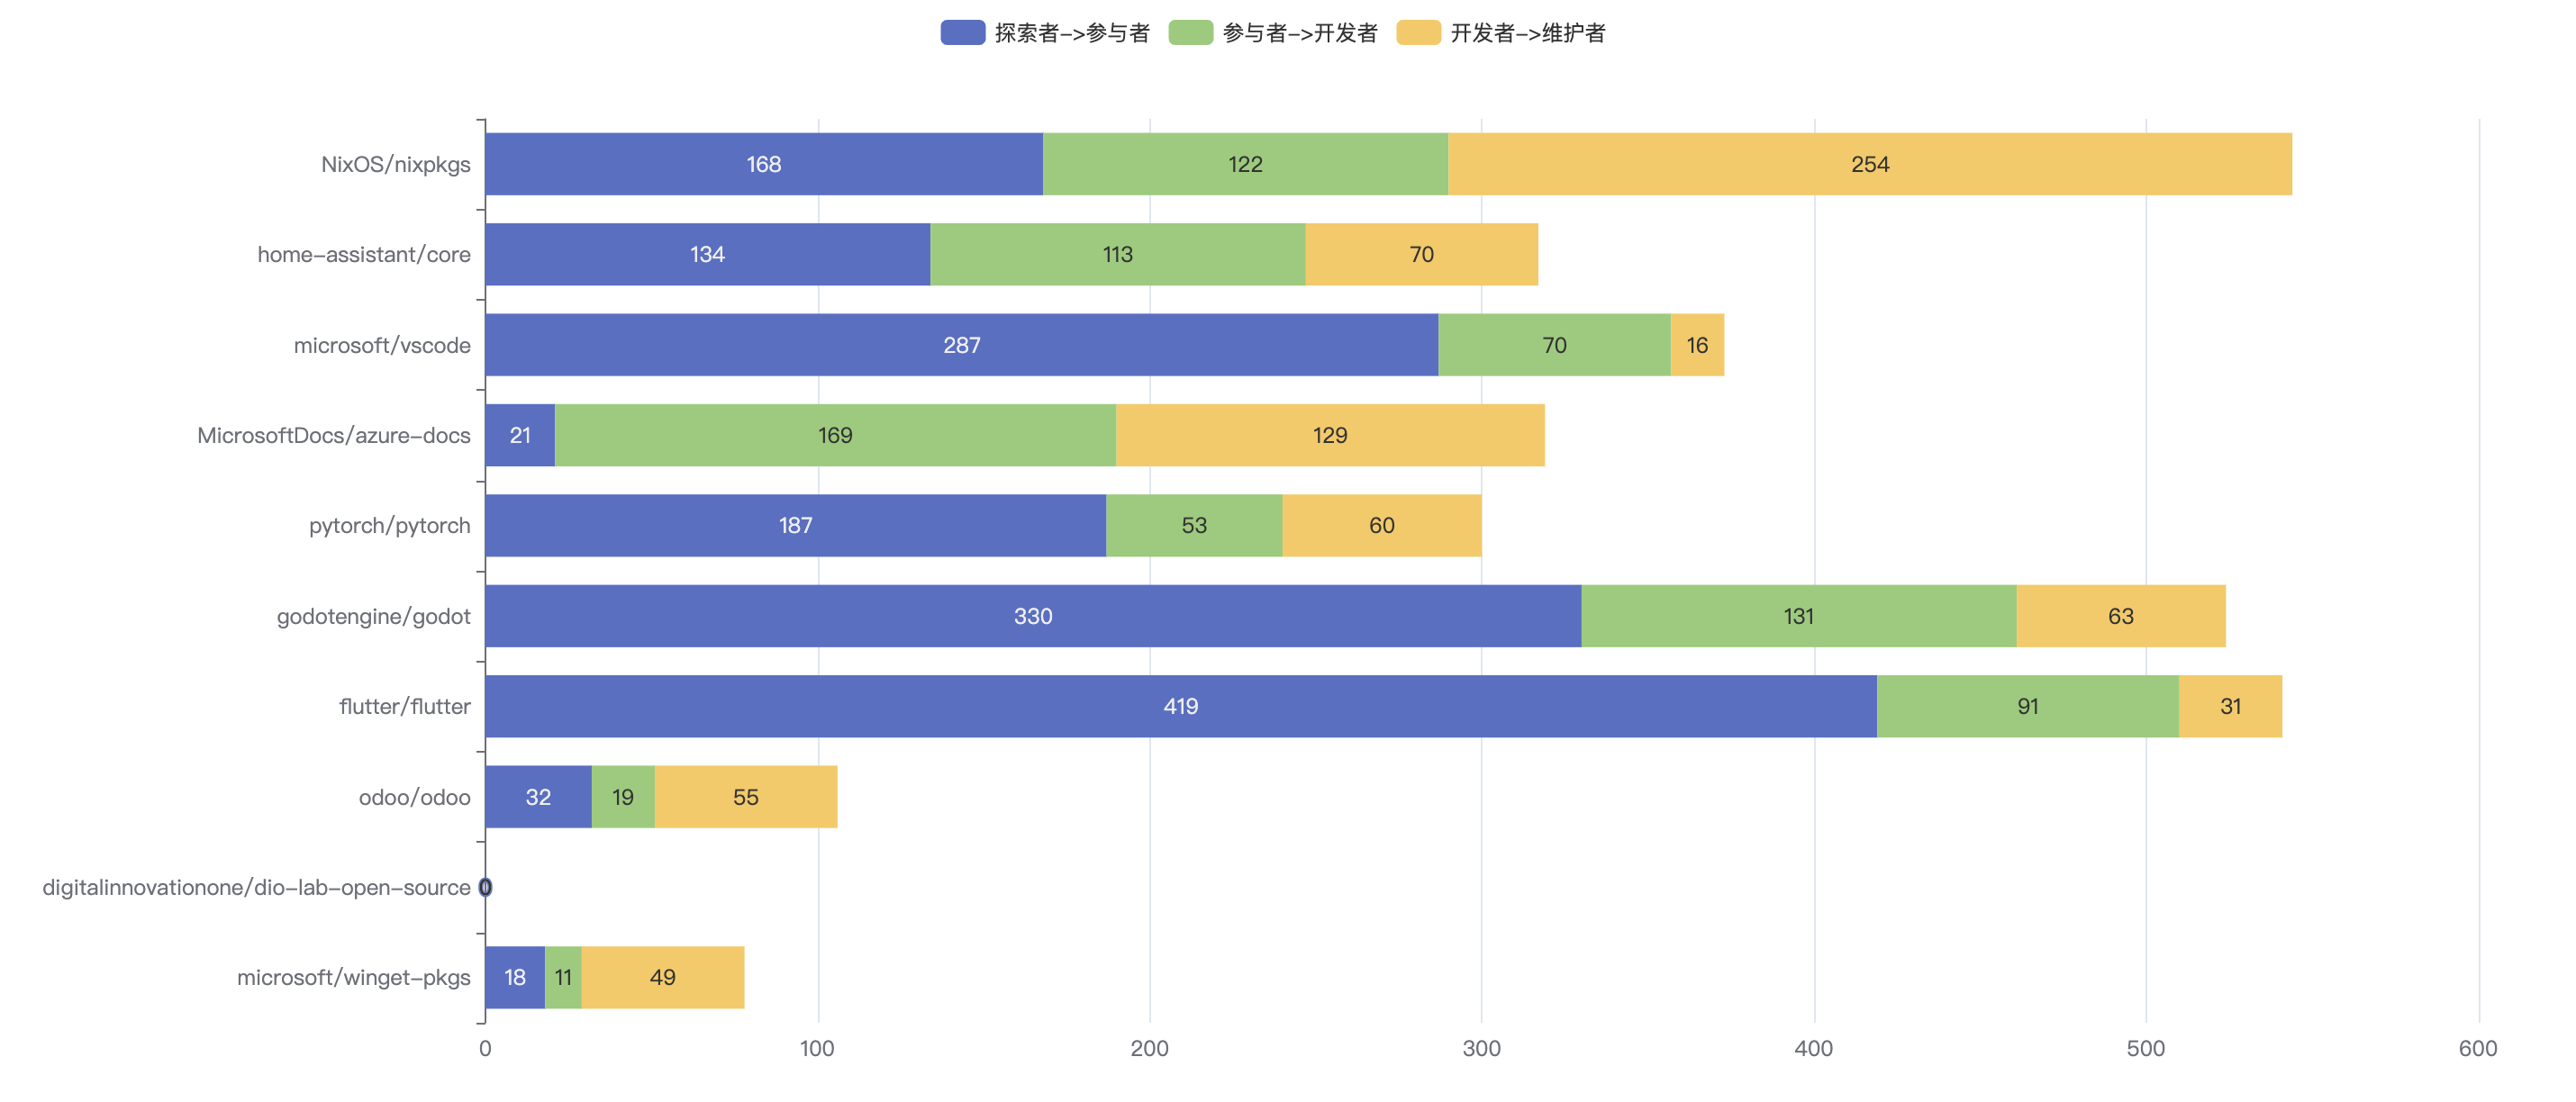 探索者->参与者 参与者->开发者 开发者->维护者
NixOS/nixpkgs 168 122 254
home-assistant/core 134 113 70
microsoft/vscode 287 70 16
MicrosoftDocs/azure-docs 21 169 129
pytorch/pytorch 187 53 60
godotengine/godot 330 131 63
flutter/flutter 419 91 31
odoo/odoo 32 19 55
digitalinnovationone/dio-lab-open-source 0
microsoft/winget-pkgs 18 11 49
0 100 200 300 400 500 600